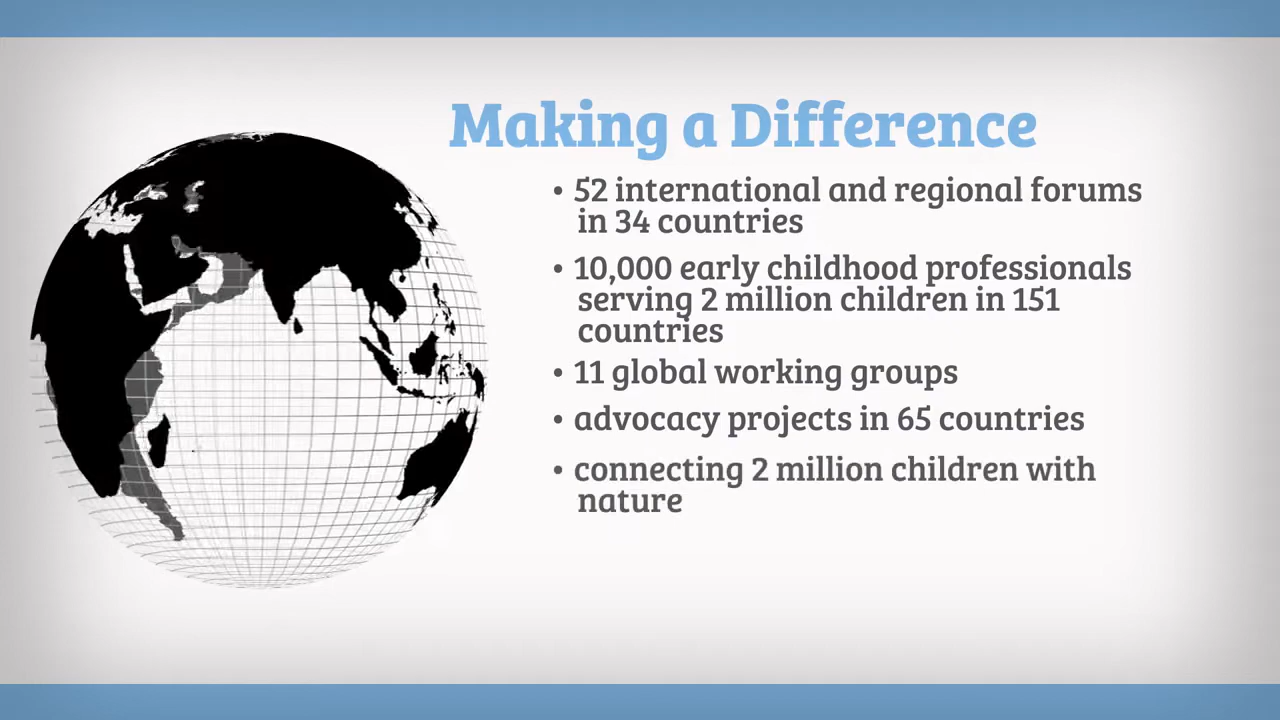 Making a Difference
• 52 international and regional forums
in 34 countries
• 10,000 early childhood professionals
serving 2 million children in 151
countries
• 11 global working groups
• advocacy projects in 65 countries
• connecting 2 million children with
nature